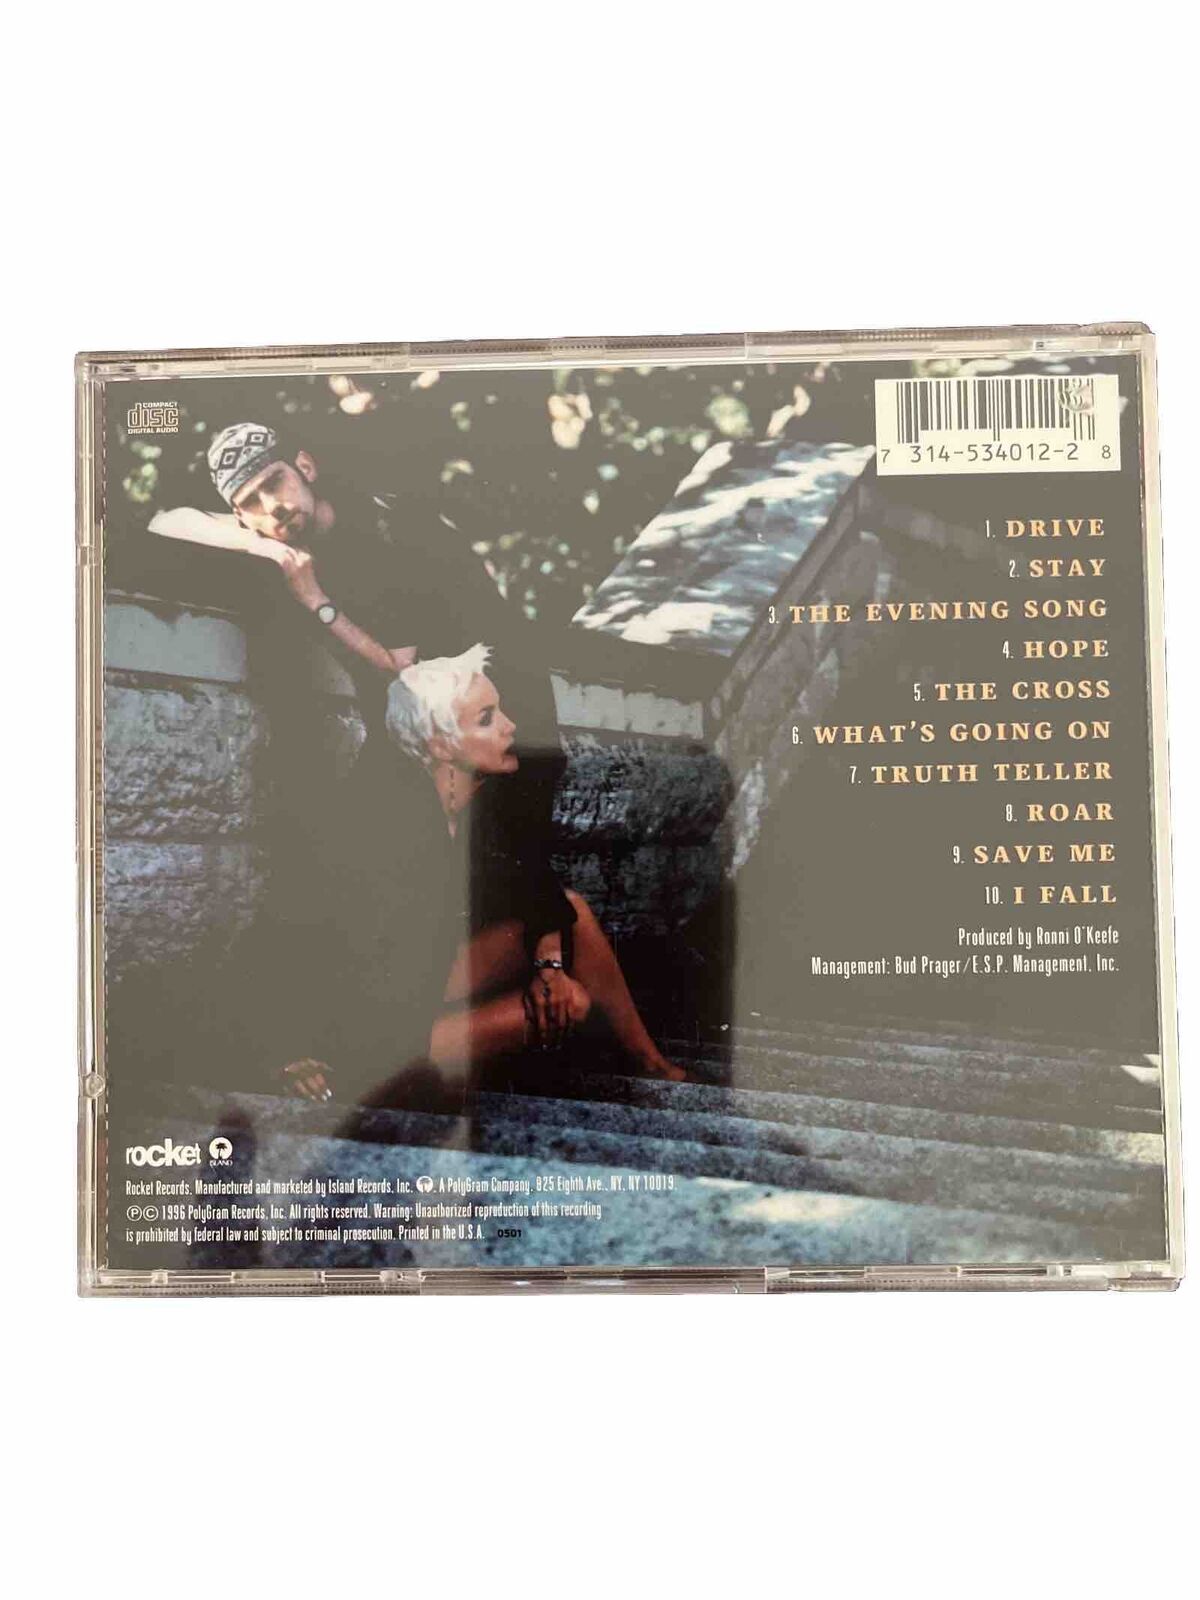 COMPACT
disc
DIGITAL AUDIO
7 314-534012-2 8
1. DRIVE
2. STAY
3. THE EVENING SONG
4. HOPE
5. THE CROSS
6. WHAT'S GOING ON
7. TRUTH TELLER
8. ROAR
9. SAVE ME
10. I FALL
Produced by Ronni O'Keefe
Management: Bud Prager/E.S.P. Management, Inc.
rocket ISLAND
Rocket Records. Manufactured and marketed by Island Records, Inc. A PolyGram Company, 825 Eighth Ave., NY, NY 10019.
Ⓟ© 1996 PolyGram Records, Inc. All rights reserved. Warning: Unauthorized reproduction of this recording
is prohibited by federal law and subject to criminal prosecution. Printed in the U.S.A. 0501